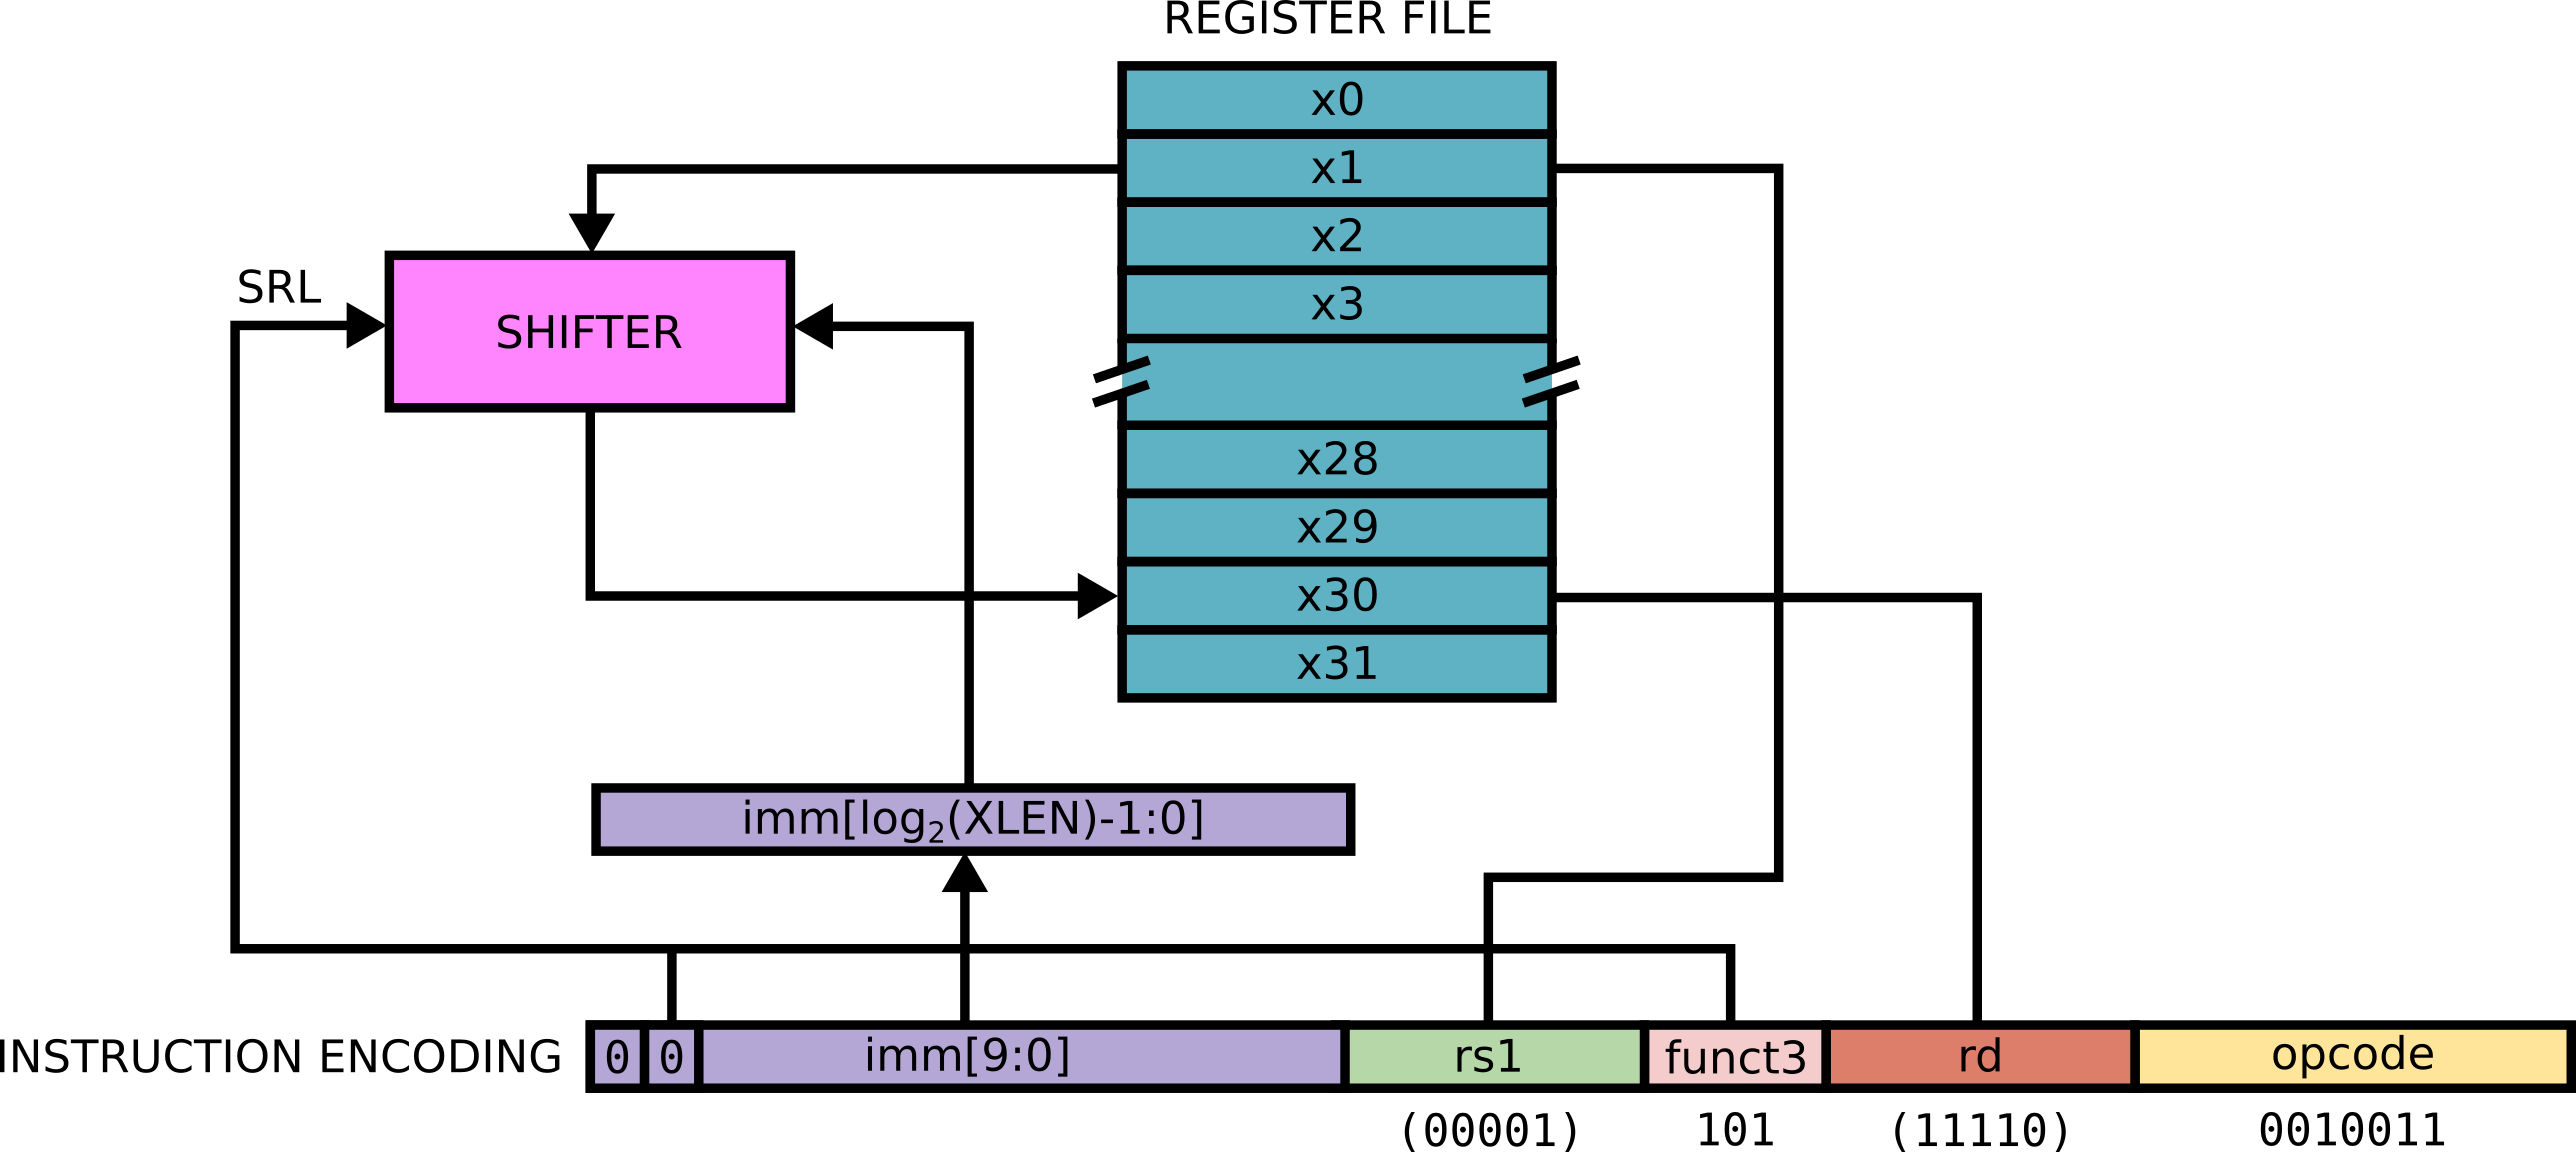 REGISTER FILE
x0
x1
x2
x3
SRL
SHIFTER
x28
x29
x30
x31
imm[log₂(XLEN)-1:0]
INSTRUCTION ENCODING 0 0 imm[9:0] rs1 funct3 rd opcode
(00001) 101 (11110) 0010011